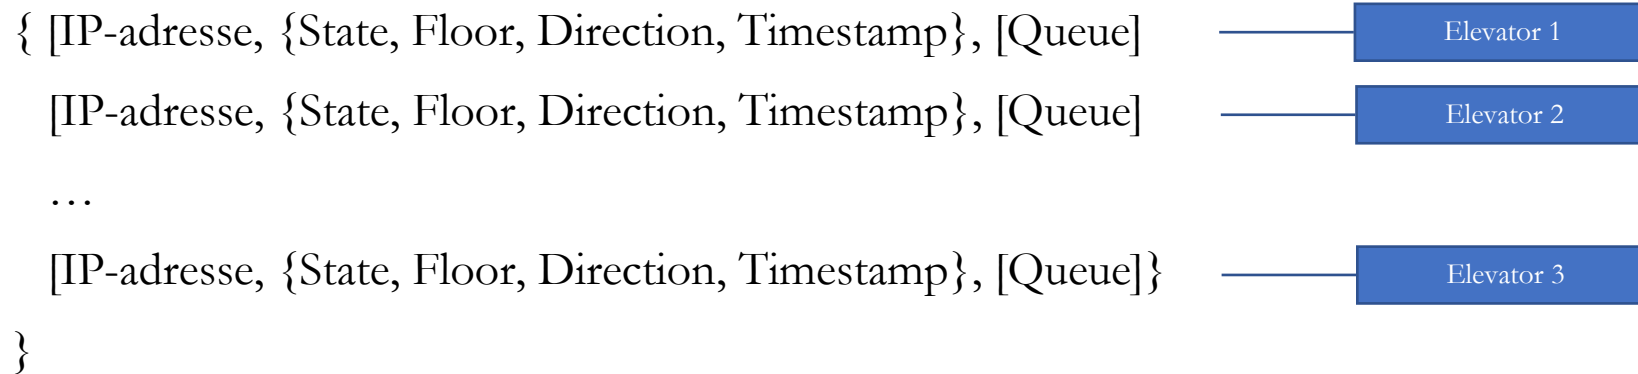 { [IP-adresse, {State, Floor, Direction, Timestamp}, [Queue] Elevator 1
[IP-adresse, {State, Floor, Direction, Timestamp}, [Queue] Elevator 2
…
[IP-adresse, {State, Floor, Direction, Timestamp}, [Queue]} Elevator 3
}